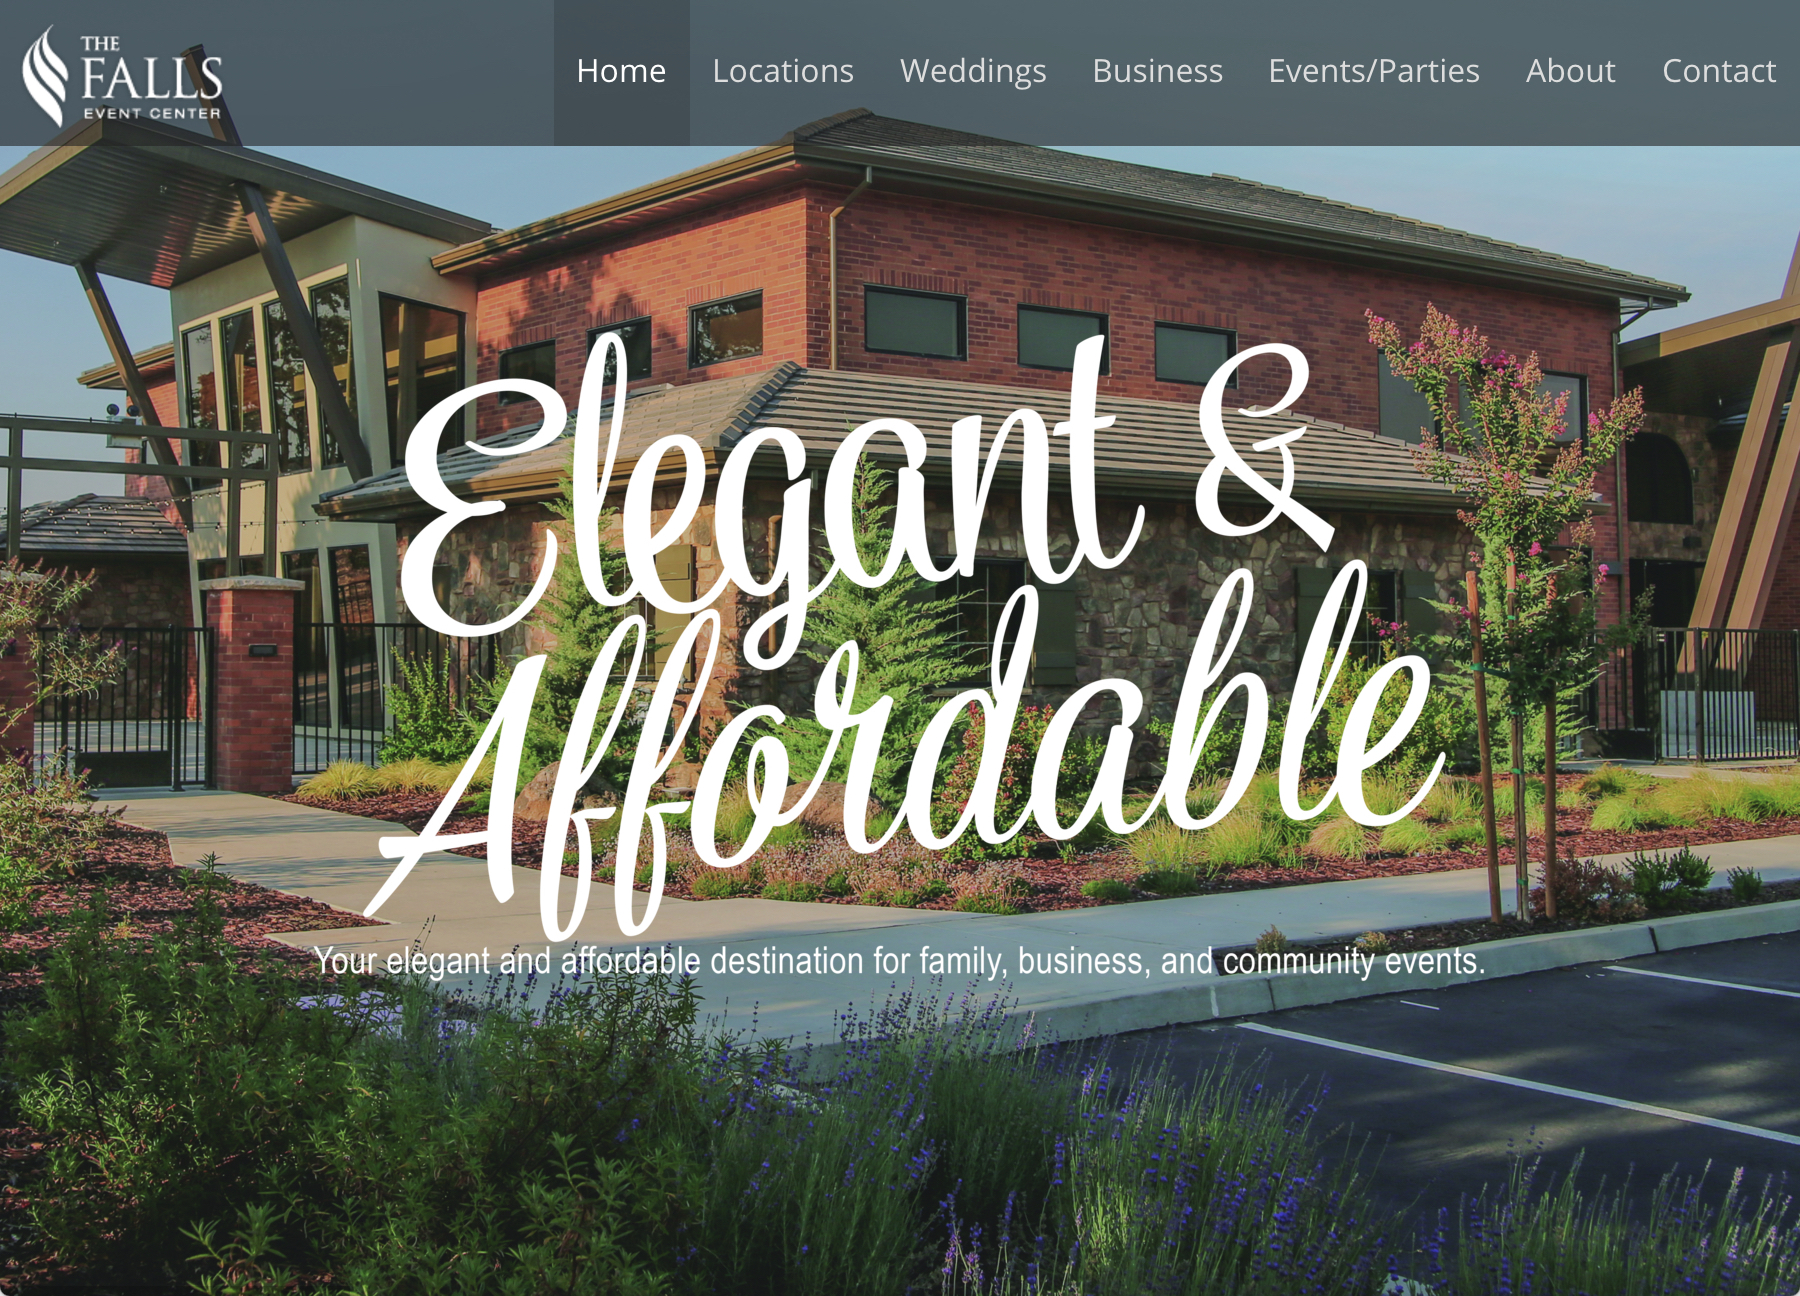 THE
FALLS
EVENT CENTER
Home Locations Weddings Business Events/Parties About Contact
Elegant &
Affordable
Your elegant and affordable destination for family, business, and community events.